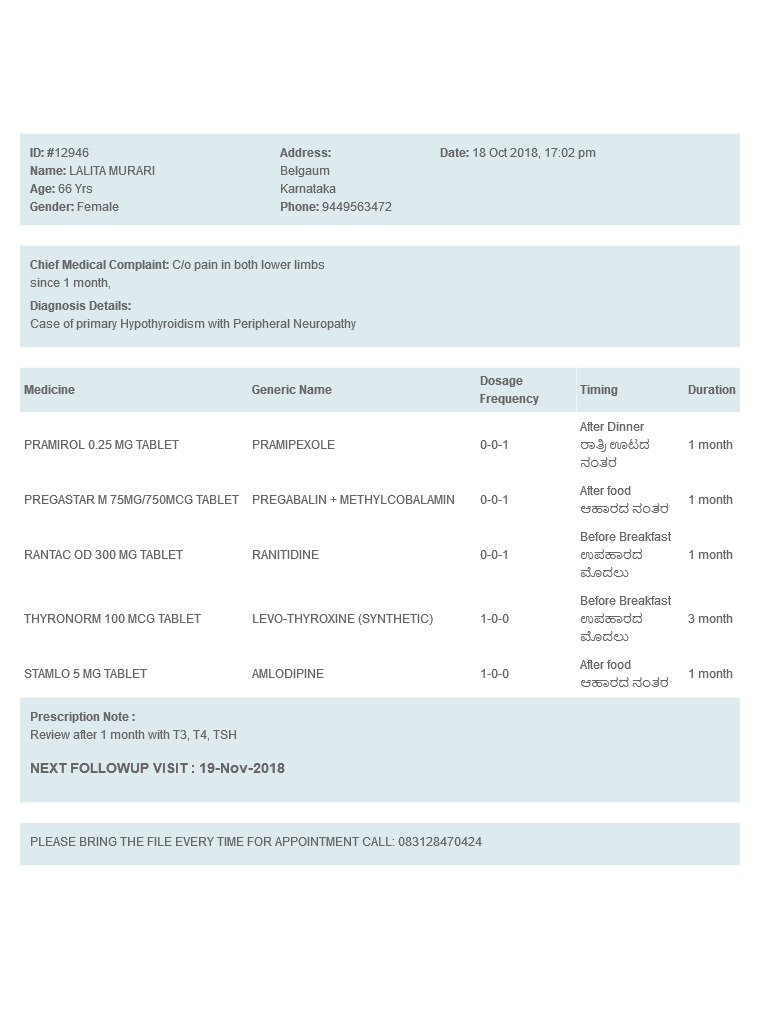 ID: #12946
Name: LALITA MURARI
Age: 66 Yrs
Gender: Female
Address:
Belgaum
Karnataka
Phone: 9449563472
Date: 18 Oct 2018, 17:02 pm
Chief Medical Complaint: C/o pain in both lower limbs
since 1 month,
Diagnosis Details:
Case of primary Hypothyroidism with Peripheral Neuropathy
Medicine Generic Name Dosage Frequency Timing Duration
PRAMIROL 0.25 MG TABLET PRAMIPEXOLE 0-0-1 After Dinner 1 month
ರಾತ್ರಿ ಊಟದ
ನಂತರ
PREGASTAR M 75MG/750MCG TABLET PREGABALIN + METHYLCOBALAMIN 0-0-1 After food 1 month
ಆಹಾರದ ನಂತರ
RANTAC OD 300 MG TABLET RANITIDINE 0-0-1 Before Breakfast 1 month
ಉಪಹಾರದ
ಮೊದಲು
THYRONORM 100 MCG TABLET LEVO-THYROXINE (SYNTHETIC) 1-0-0 Before Breakfast 3 month
ಉಪಹಾರದ
ಮೊದಲು
STAMLO 5 MG TABLET AMLODIPINE 1-0-0 After food 1 month
ಆಹಾರದ ನಂತರ
Prescription Note :
Review after 1 month with T3, T4, TSH
NEXT FOLLOWUP VISIT : 19-Nov-2018
PLEASE BRING THE FILE EVERY TIME FOR APPOINTMENT CALL: 083128470424